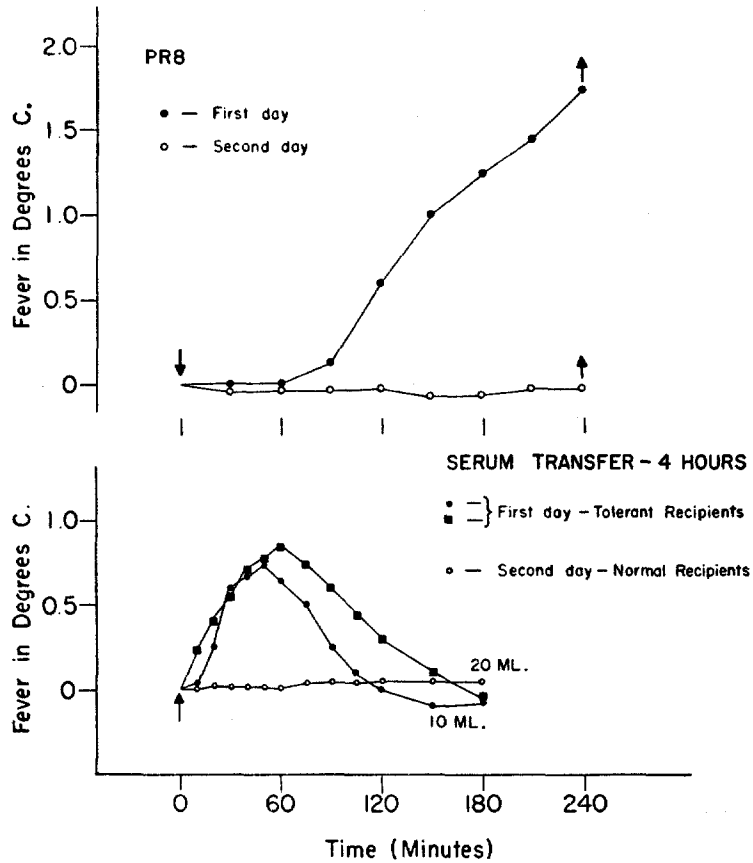 2.0
PR8
● — First day
○ — Second day
1.5
1.0
0.5
0
Fever in Degrees C.
SERUM TRANSFER – 4 HOURS
● —
■ — } First day – Tolerant Recipients
○ — Second day – Normal Recipients
1.0
0.5
0
Fever in Degrees C.
20 ML.
10 ML.
0 60 120 180 240
Time (Minutes)